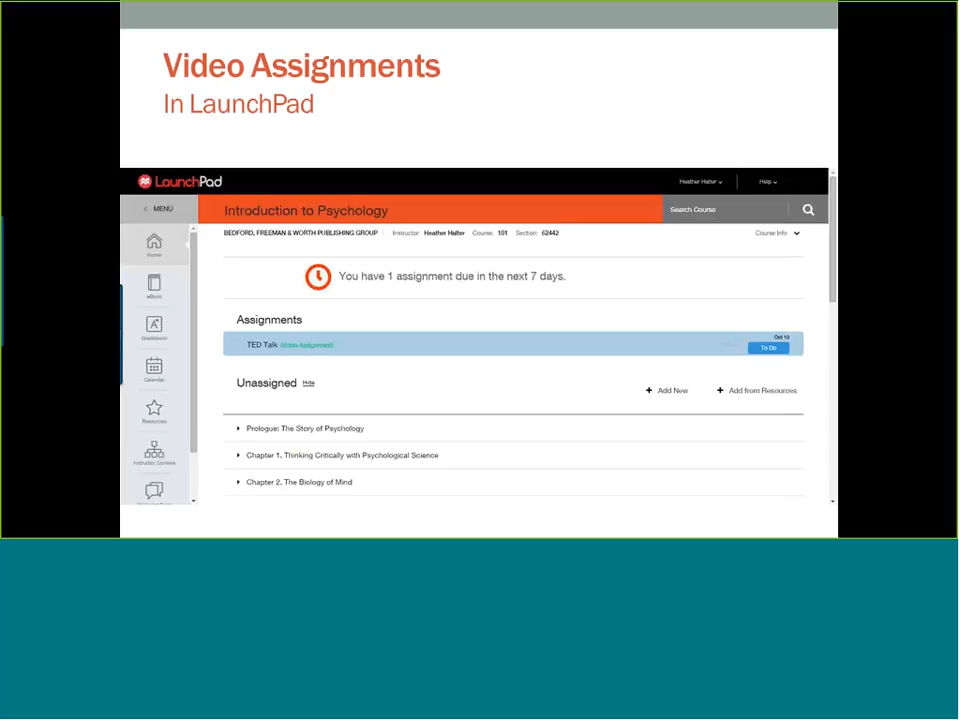 Video Assignments
In LaunchPad
LaunchPad
Heather Halter
Help
< MENU
Introduction to Psychology
Search Course
BEDFORD, FREEMAN & WORTH PUBLISHING GROUP Instructor: Heather Halter Course: 101 Section: 62442
Course Info
Home
You have 1 assignment due in the next 7 days.
eBook
Assignments
Gradebook
TED Talk (Video Assignment)
Oct 10
To Do
Calendar
Unassigned Hide
+ Add New
+ Add from Resources
Resources
Prologue: The Story of Psychology
Chapter 1, Thinking Critically with Psychological Science
Instructor Console
Chapter 2, The Biology of Mind